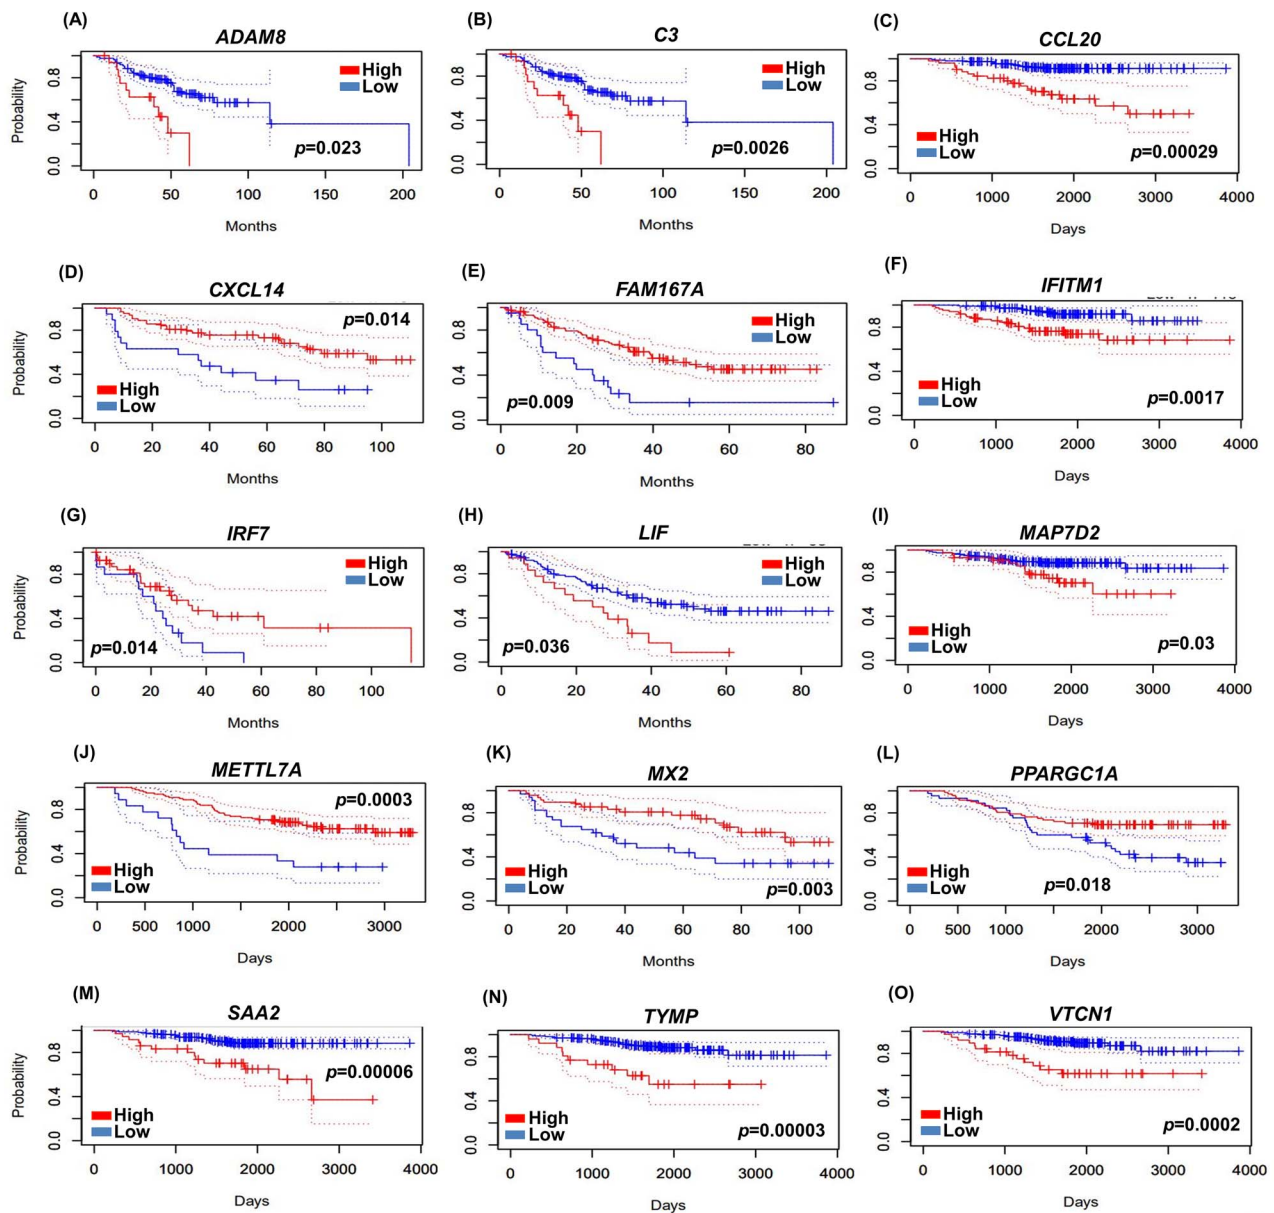 (A)
ADAM8
Probability
0.0 0.4 0.8
High
Low
p=0.023
0 50 100 150 200
Months
(B)
C3
0.0 0.4 0.8
High
Low
p=0.0026
0 50 100 150 200
Months
(C)
CCL20
0.0 0.4 0.8
High
Low
p=0.00029
0 1000 2000 3000 4000
Days
(D)
CXCL14
Probability
0.0 0.4 0.8
p=0.014
High
Low
0 20 40 60 80 100
Months
(E)
FAM167A
0.0 0.4 0.8
High
Low
p=0.009
0 20 40 60 80
Months
(F)
IFITM1
0.0 0.4 0.8
High
Low
p=0.0017
0 1000 2000 3000 4000
Days
(G)
IRF7
Probability
0.0 0.4 0.8
High
Low
p=0.014
0 20 40 60 80 100
Months
(H)
LIF
0.0 0.4 0.8
High
Low
p=0.036
0 20 40 60 80
Months
(I)
MAP7D2
0.0 0.4 0.8
High
Low
p=0.03
0 1000 2000 3000 4000
Days
(J)
METTL7A
Probability
0.0 0.4 0.8
p=0.0003
High
Low
0 500 1000 2000 3000
Days
(K)
MX2
0.0 0.4 0.8
High
Low
p=0.003
0 20 40 60 80 100
Months
(L)
PPARGC1A
0.0 0.4 0.8
High
Low
p=0.018
0 500 1000 2000 3000
Days
(M)
SAA2
Probability
0.0 0.4 0.8
p=0.00006
High
Low
0 1000 2000 3000 4000
Days
(N)
TYMP
0.0 0.4 0.8
High
Low
p=0.00003
0 1000 2000 3000 4000
Days
(O)
VTCN1
0.0 0.4 0.8
High
Low
p=0.0002
0 1000 2000 3000 4000
Days